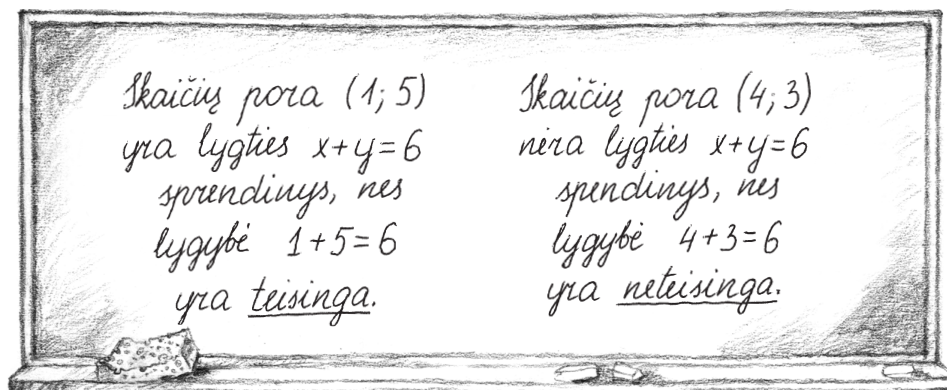 Skaičių pora (1; 5)
yra lygties x+y=6
sprendinys, nes
lygybė 1+5=6
yra teisinga.
Skaičių pora (4; 3)
nėra lygties x+y=6
spendinys, nes
lygybė 4+3=6
yra neteisinga.